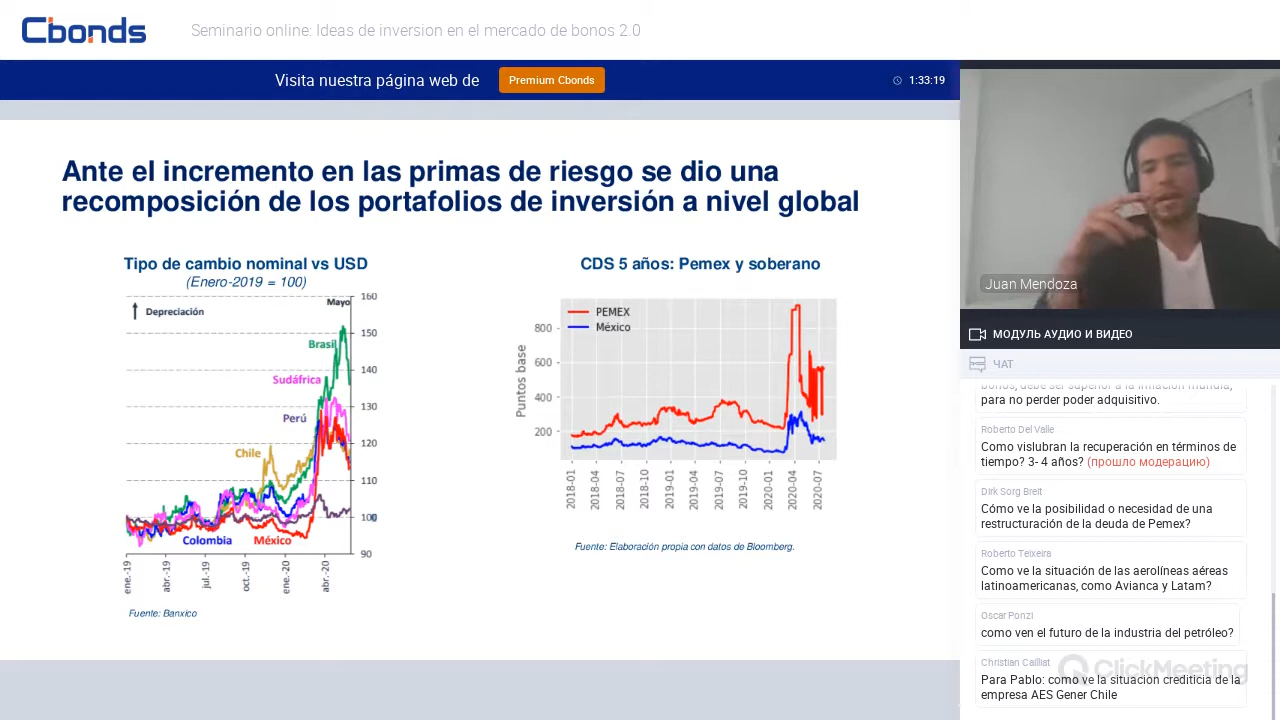 Cbonds
Seminario online: Ideas de inversion en el mercado de bonos 2.0
Visita nuestra página web de
Premium Cbonds
1:33:19
Ante el incremento en las primas de riesgo se dio una
recomposición de los portafolios de inversión a nivel global
Tipo de cambio nominal vs USD
(Enero-2019 = 100)
Depreciación
Mayo
Brasil
Sudáfrica
Perú
Chile
Colombia
México
160
150
140
130
120
110
100
90
ene.-19
abr.-19
jul.-19
oct.-19
ene.-20
abr.-20
Fuente: Banxico
CDS 5 años: Pemex y soberano
PEMEX
México
Puntos base
800
600
400
200
2018-01
2018-04
2018-07
2018-10
2019-01
2019-04
2019-07
2019-10
2020-01
2020-04
2020-07
Fuente: Elaboración propia con datos de Bloomberg.
Juan Mendoza
МОДУЛЬ АУДИО И ВИДЕО
ЧАТ
bonos, debe ser superior a la inflación mundia,
para no perder poder adquisitivo.
Roberto Del Valle
Como vislubran la recuperación en términos de
tiempo? 3- 4 años? (прошло модерацию)
Dirk Sorg Breit
Cómo ve la posibilidad o necesidad de una
restructuración de la deuda de Pemex?
Roberto Teixeira
Como ve la situación de las aerolíneas aéreas
latinoamericanas, como Avianca y Latam?
Oscar Ponzi
como ven el futuro de la industria del petróleo?
Christian Cailliat
Para Pablo: como ve la situación crediticia de la
empresa AES Gener Chile
ClickMeeting